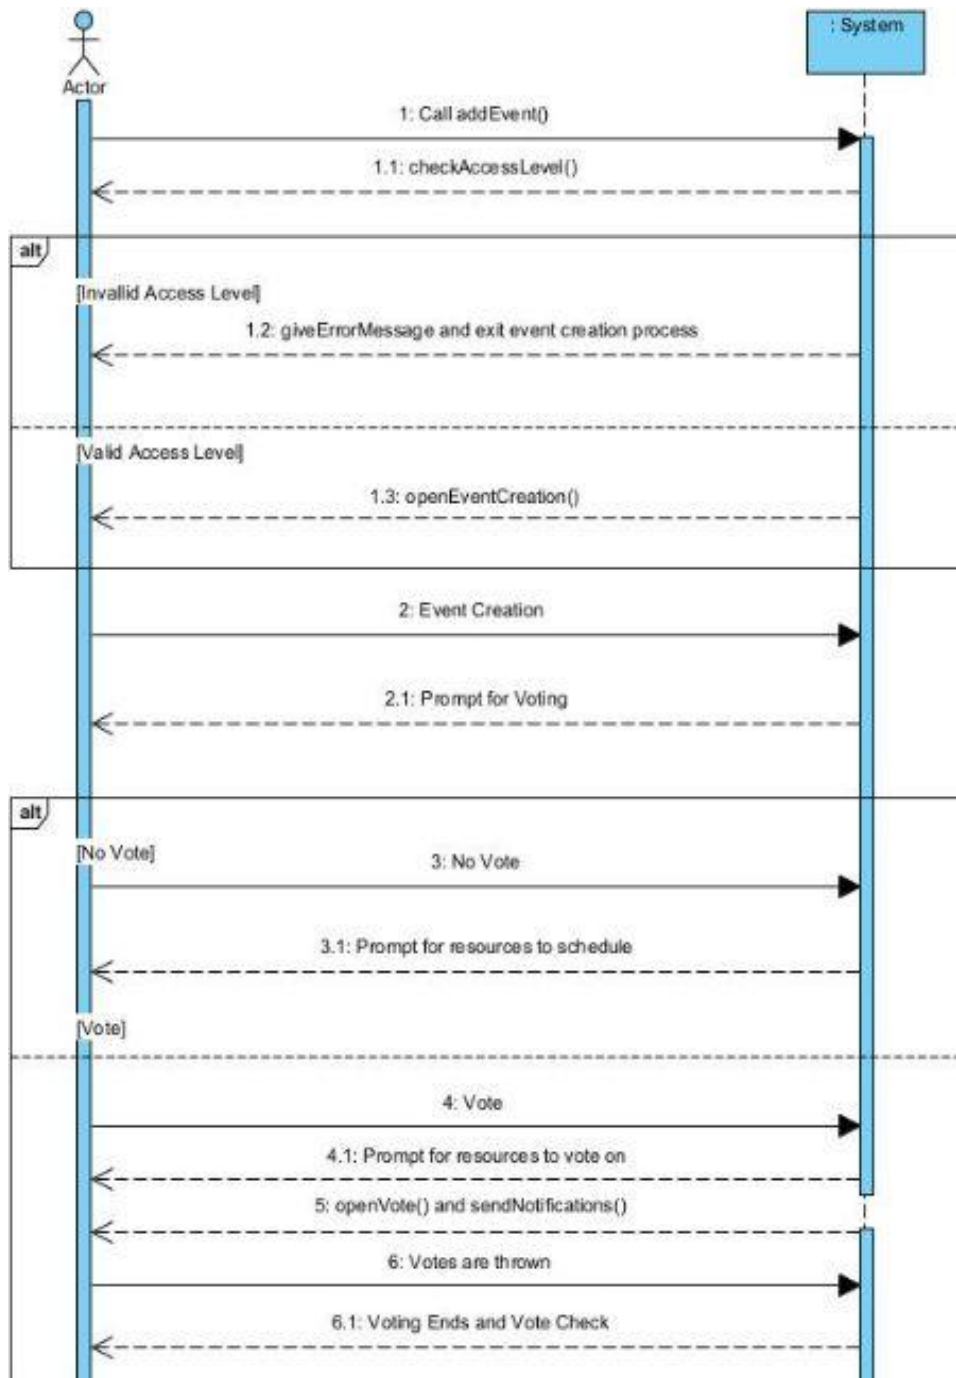 : System
Actor
1: Call addEvent()
1.1: checkAccessLevel()
alt
[Invallid Access Level]
1.2: giveErrorMessage and exit event creation process
[Valid Access Level]
1.3: openEventCreation()
2: Event Creation
2.1: Prompt for Voting
alt
[No Vote]
3: No Vote
3.1: Prompt for resources to schedule
[Vote]
4: Vote
4.1: Prompt for resources to vote on
5: openVote() and sendNotifications()
6: Votes are thrown
6.1: Voting Ends and Vote Check